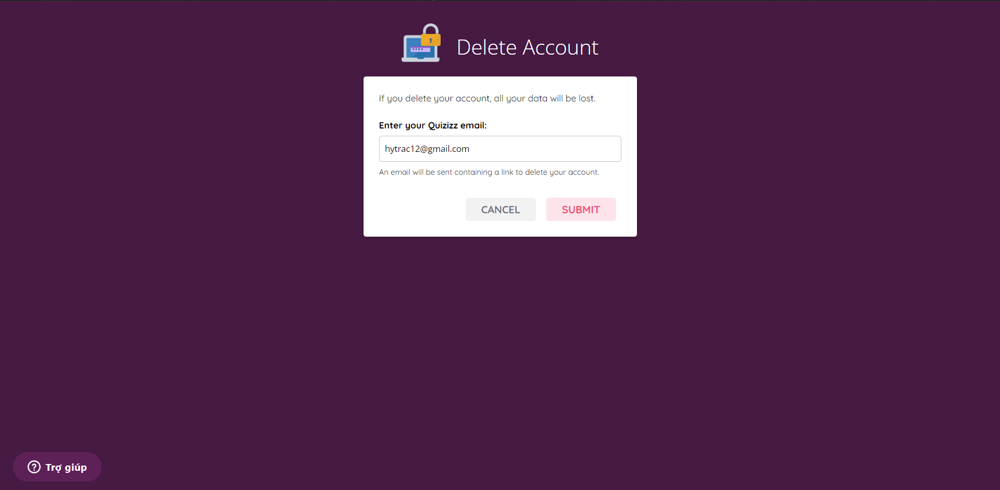 Delete Account
If you delete your account, all your data will be lost.
Enter your Quizizz email:
hytrac12@gmail.com
An email will be sent containing a link to delete your account.
CANCEL
SUBMIT
Trợ giúp